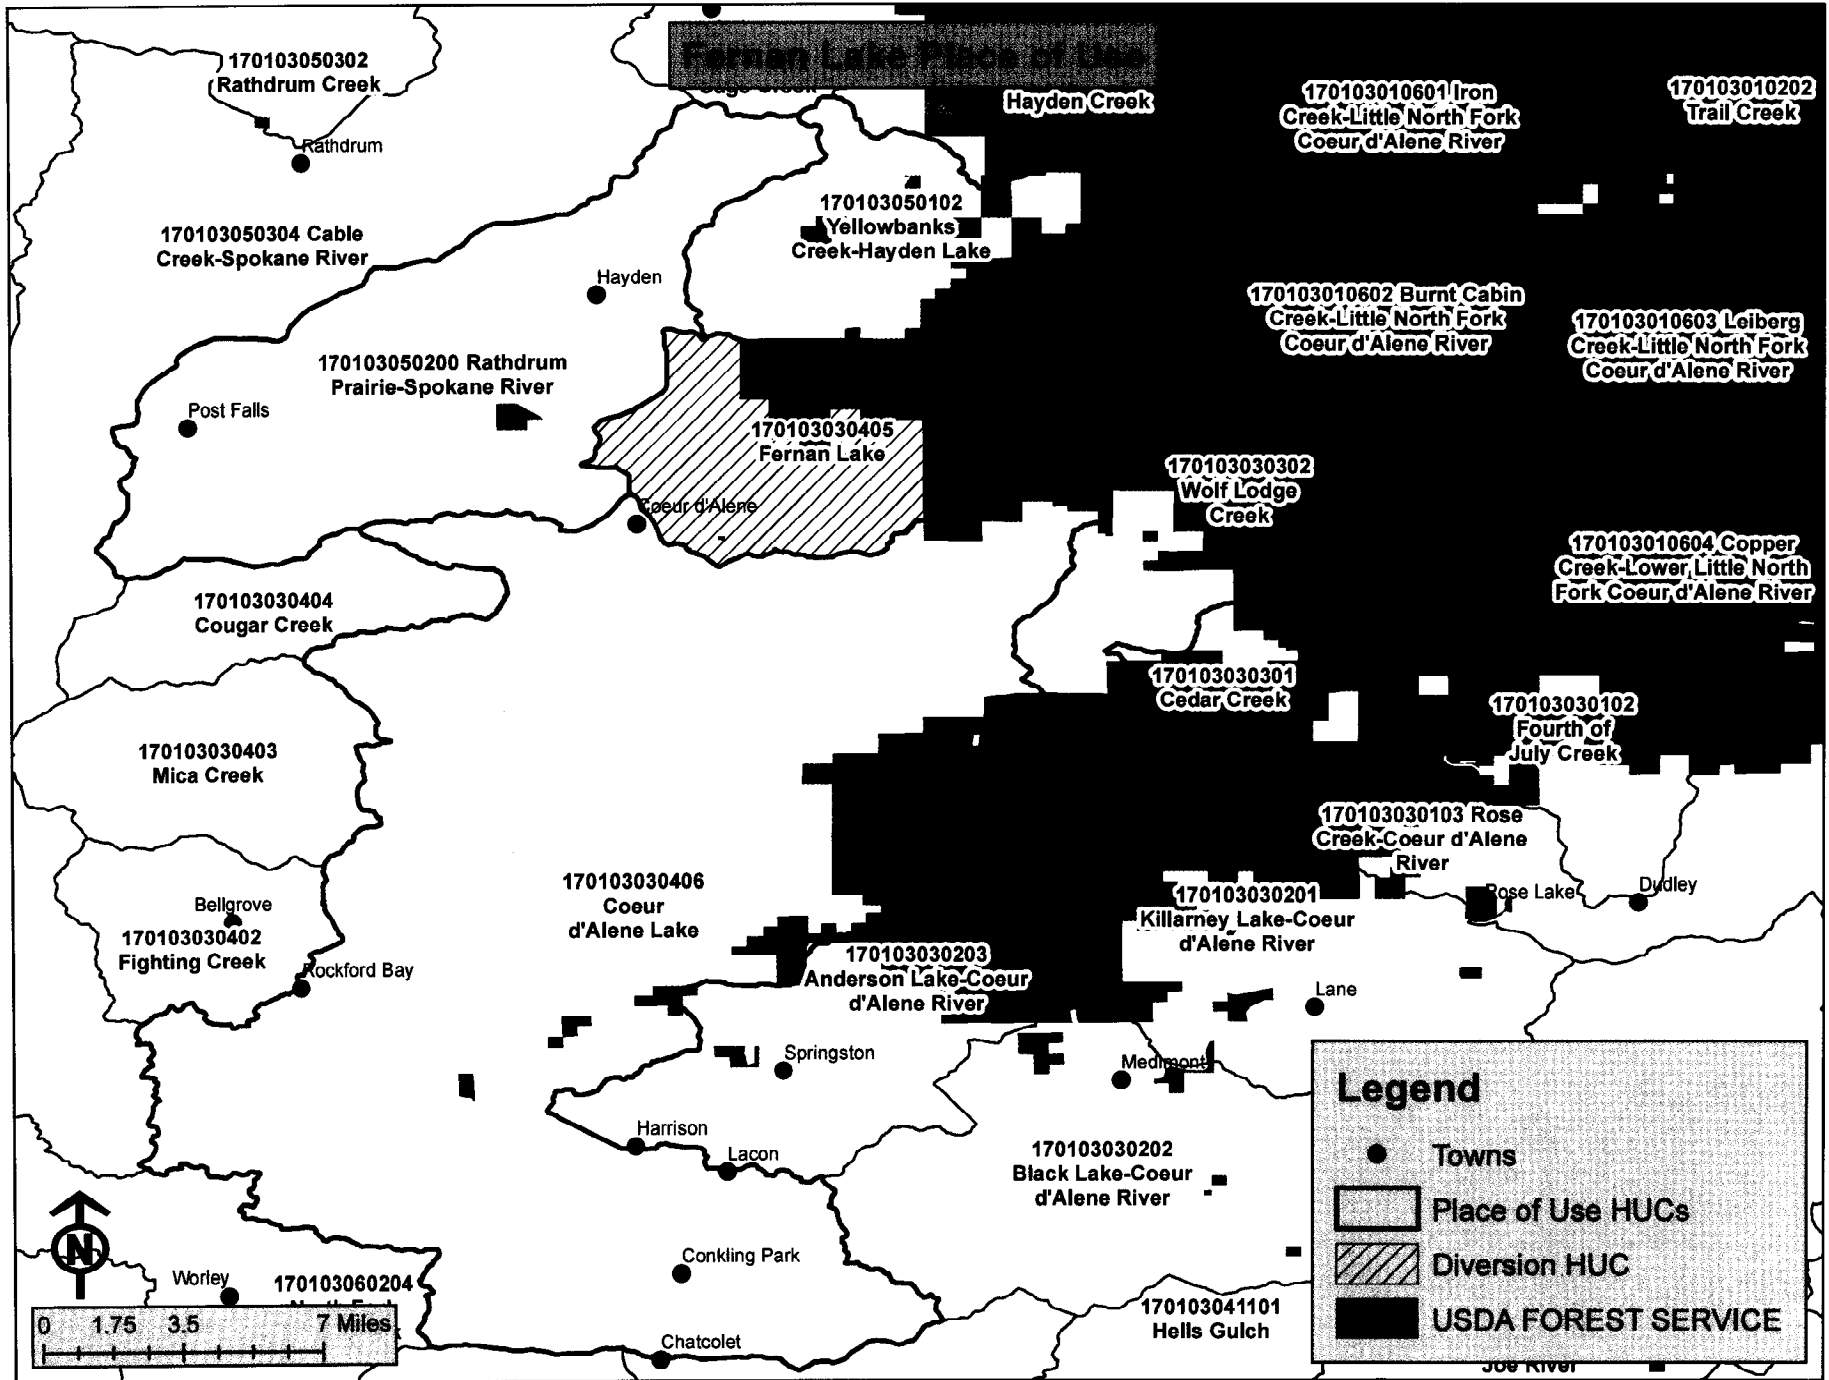 Fernan Lake Place of Use
170103050302
Rathdrum Creek
Sage Creek
Hayden Creek
170103010601 Iron
Creek-Little North Fork
Coeur d'Alene River
170103010202
Trail Creek
Rathdrum
170103050102
Yellowbanks
Creek-Hayden Lake
170103050304 Cable
Creek-Spokane River
Hayden
170103010602 Burnt Cabin
Creek-Little North Fork
Coeur d'Alene River
170103010603 Leiberg
Creek-Little North Fork
Coeur d'Alene River
170103050200 Rathdrum
Prairie-Spokane River
Post Falls
170103030405
Fernan Lake
170103030302
Wolf Lodge
Creek
Coeur d'Alene
170103010604 Copper
Creek-Lower Little North
Fork Coeur d'Alene River
170103030404
Cougar Creek
170103030301
Cedar Creek
170103030102
Fourth of
July Creek
170103030403
Mica Creek
170103030103 Rose
Creek-Coeur d'Alene
River
170103030406
Coeur
d'Alene Lake
170103030201
Killarney Lake-Coeur
d'Alene River
Rose Lake
Dudley
Bellgrove
170103030402
Fighting Creek
170103030203
Anderson Lake-Coeur
d'Alene River
Rockford Bay
Lane
Springston
Medimont
Harrison
Lacon
170103030202
Black Lake-Coeur
d'Alene River
Conkling Park
Worley
170103060204
170103041101
Hells Gulch
Chatcolet
Joe River
N
0 1.75 3.5 7 Miles
Legend
Towns
Place of Use HUCs
Diversion HUC
USDA FOREST SERVICE